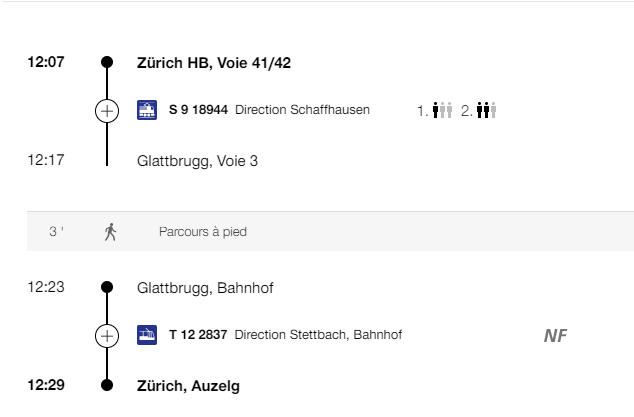 12:07 Zürich HB, Voie 41/42
S 9 18944 Direction Schaffhausen 1. 2.
12:17 Glattbrugg, Voie 3
3 ' Parcours à pied
12:23 Glattbrugg, Bahnhof
T 12 2837 Direction Stettbach, Bahnhof NF
12:29 Zürich, Auzelg